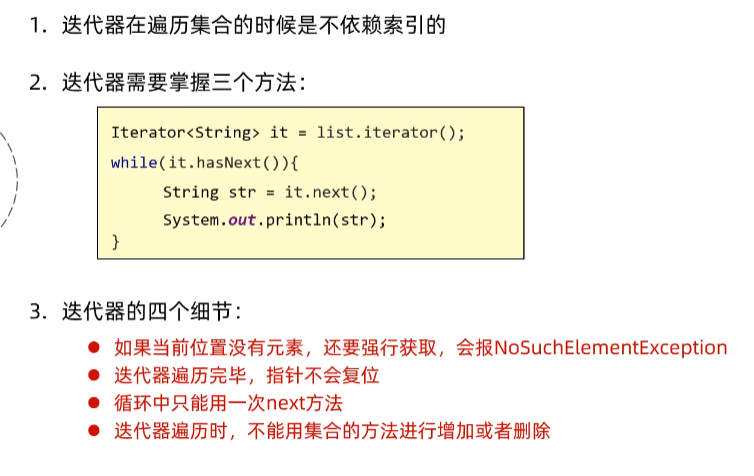 1. 迭代器在遍历集合的时候是不依赖索引的
2. 迭代器需要掌握三个方法：
Iterator<String> it = list.iterator();
while(it.hasNext()){
String str = it.next();
System.out.println(str);
}
3. 迭代器的四个细节：
● 如果当前位置没有元素，还要强行获取，会报NoSuchElementException
● 迭代器遍历完毕，指针不会复位
● 循环中只能用一次next方法
● 迭代器遍历时，不能用集合的方法进行增加或者删除